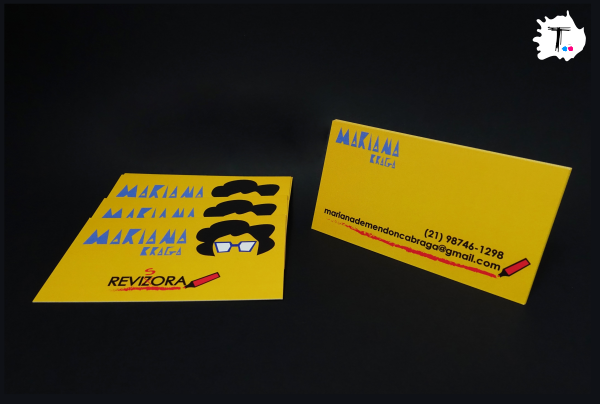 T.
MARIANA
MARIANA
MARIANA
BRAGA
S
REVIZORA
MARIANA
BRAGA
(21) 98746-1298
marianademendoncabraga@gmail.com